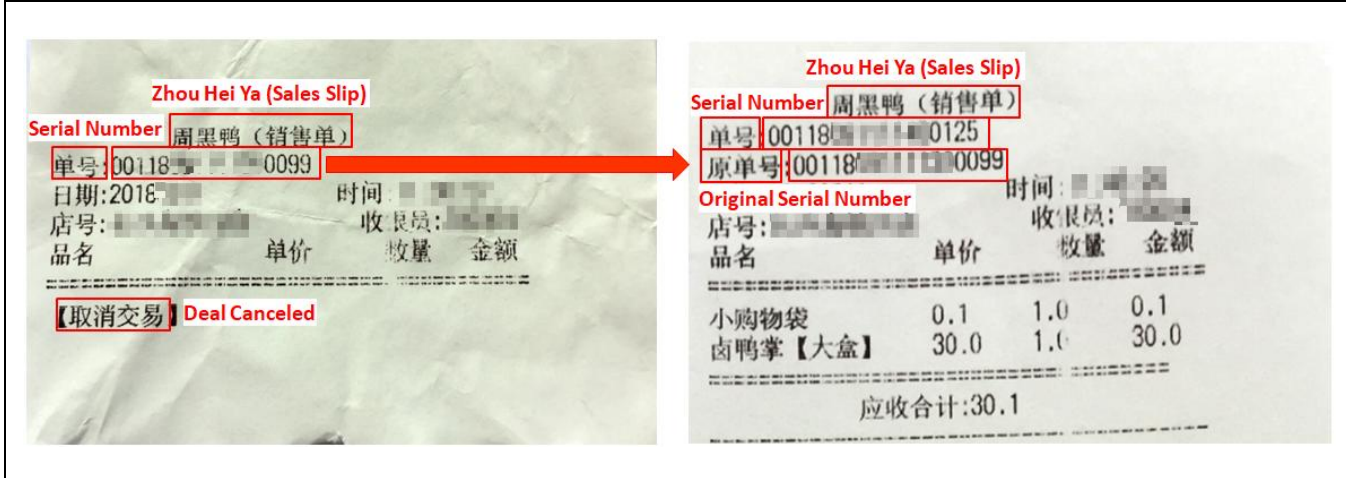 Zhou Hei Ya (Sales Slip)
Serial Number
周黑鸭（销售单）
单号:00118 0099
日期:2018 时间:
店号: 收银员:
品名 单价 数量 金额
【取消交易】 Deal Canceled
Zhou Hei Ya (Sales Slip)
Serial Number
周黑鸭（销售单）
单号:00118 0125
原单号:00118 0099
Original Serial Number
时间:
店号: 收银员:
品名 单价 数量 金额
小购物袋 0.1 1.0 0.1
卤鸭掌【大盒】 30.0 1. 30.0
应收合计:30.1